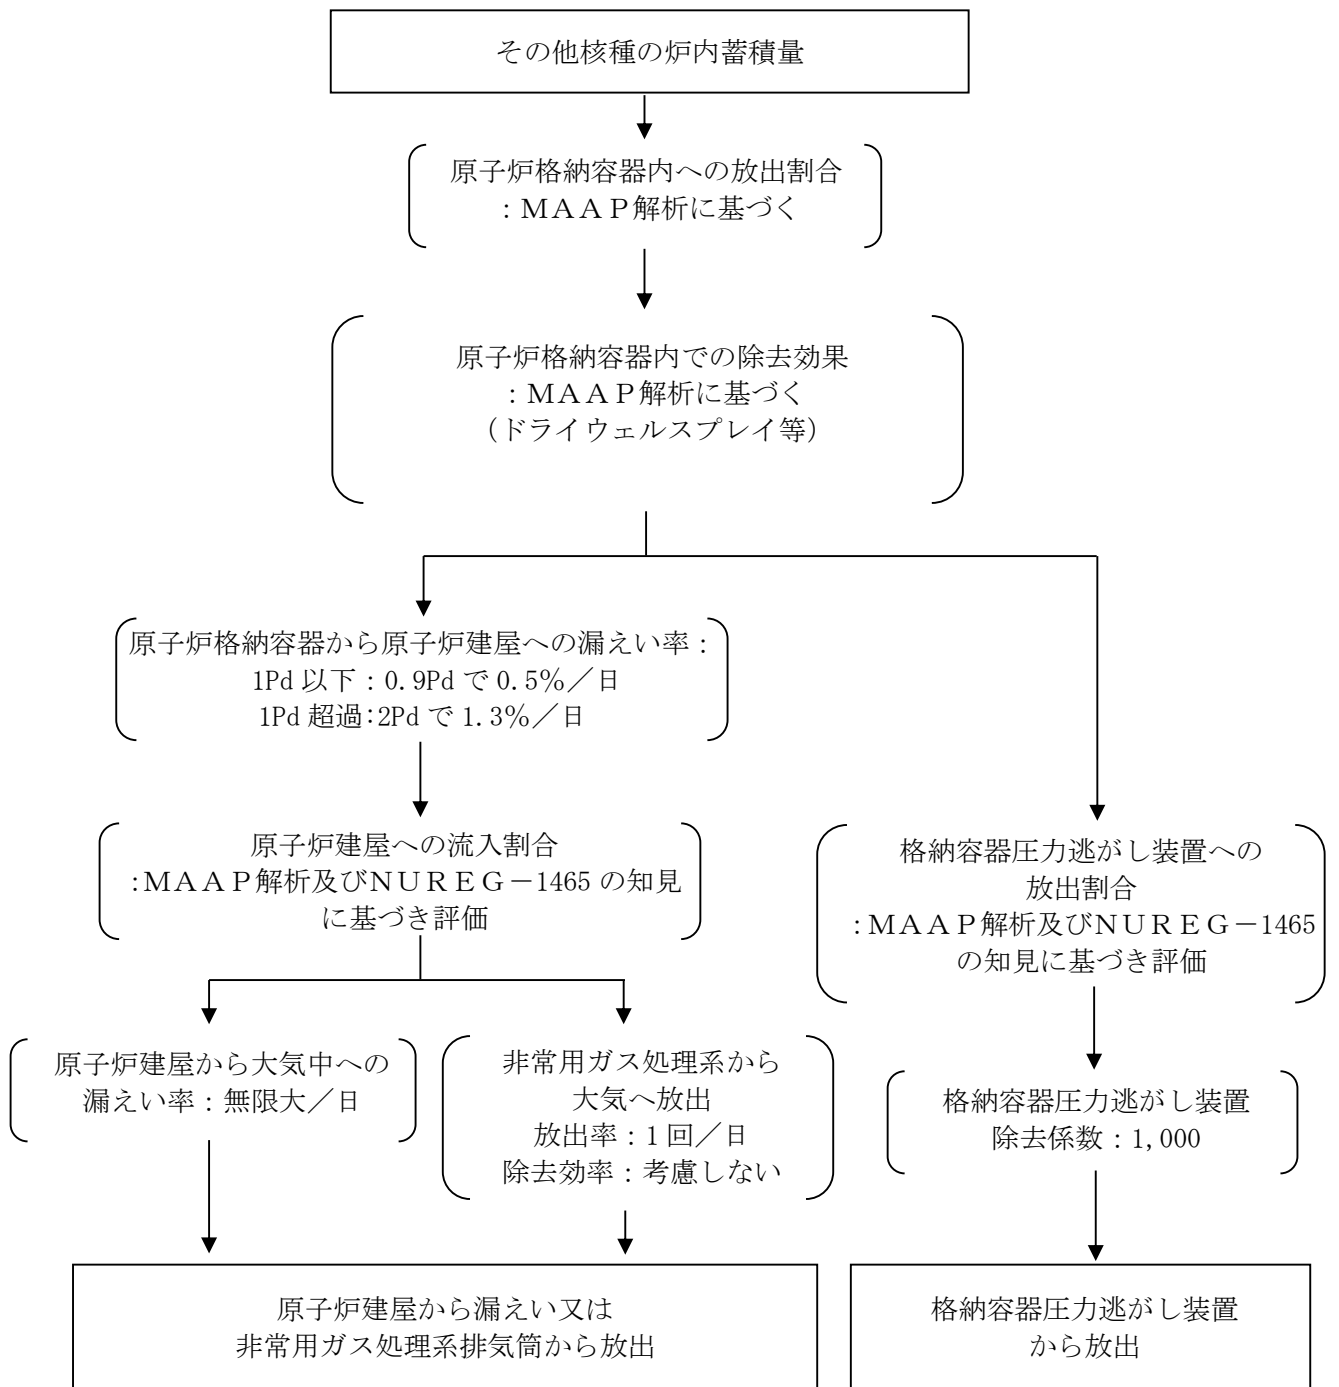 その他核種の炉内蓄積量
原子炉格納容器内への放出割合
：ＭＡＡＰ解析に基づく
原子炉格納容器内での除去効果
：ＭＡＡＰ解析に基づく
（ドライウェルスプレイ等）
原子炉格納容器から原子炉建屋への漏えい率：
1Pd 以下：0.9Pd で 0.5％／日
1Pd 超過:2Pd で 1.3％／日
原子炉建屋への流入割合
:ＭＡＡＰ解析及びＮＵＲＥＧ－1465 の知見
に基づき評価
格納容器圧力逃がし装置への
放出割合
：ＭＡＡＰ解析及びＮＵＲＥＧ－1465
の知見に基づき評価
原子炉建屋から大気中への
漏えい率：無限大／日
非常用ガス処理系から
大気へ放出
放出率：1 回／日
除去効率：考慮しない
格納容器圧力逃がし装置
除去係数：1,000
原子炉建屋から漏えい又は
非常用ガス処理系排気筒から放出
格納容器圧力逃がし装置
から放出